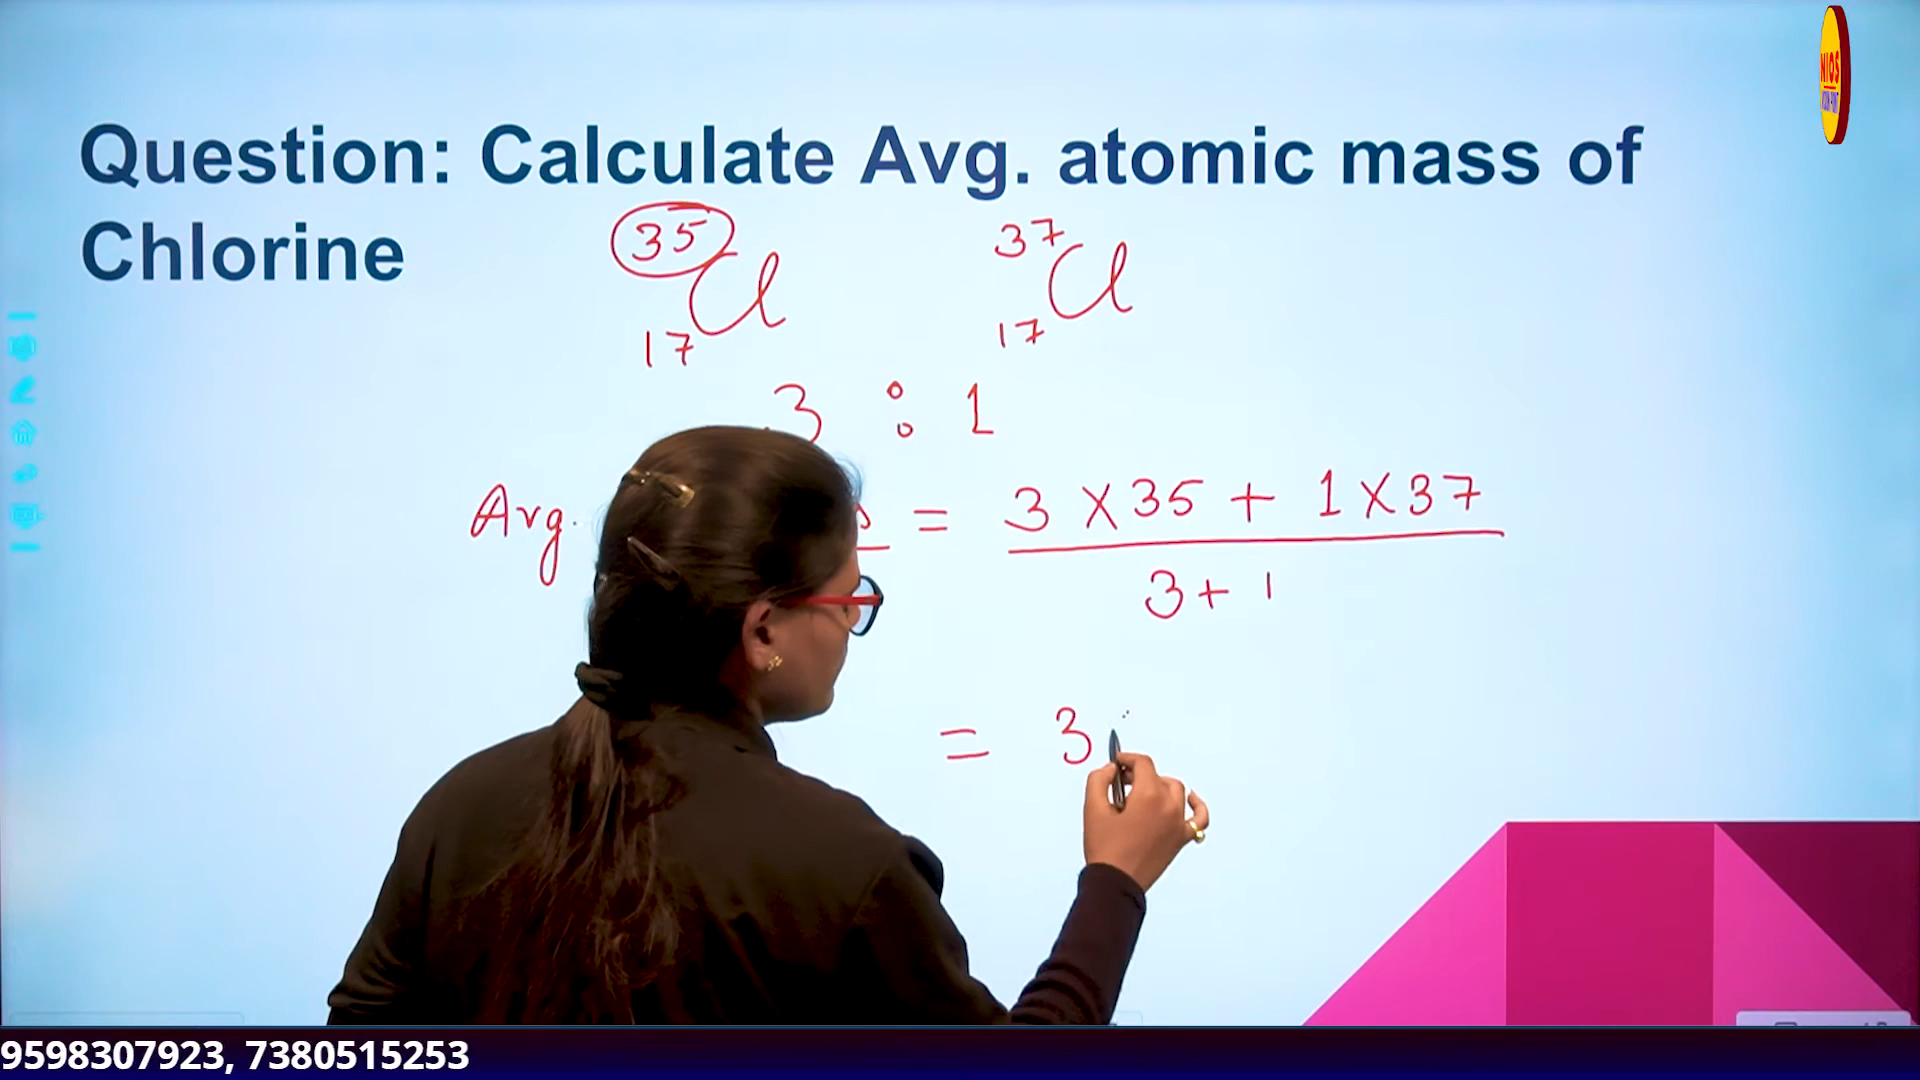 NIOS
Question: Calculate Avg. atomic mass of
Chlorine
35 Cl 17
37 Cl 17
3 : 1
Avg. = 3 X 35 + 1 X 37
3 + 1
= 3
9598307923, 7380515253